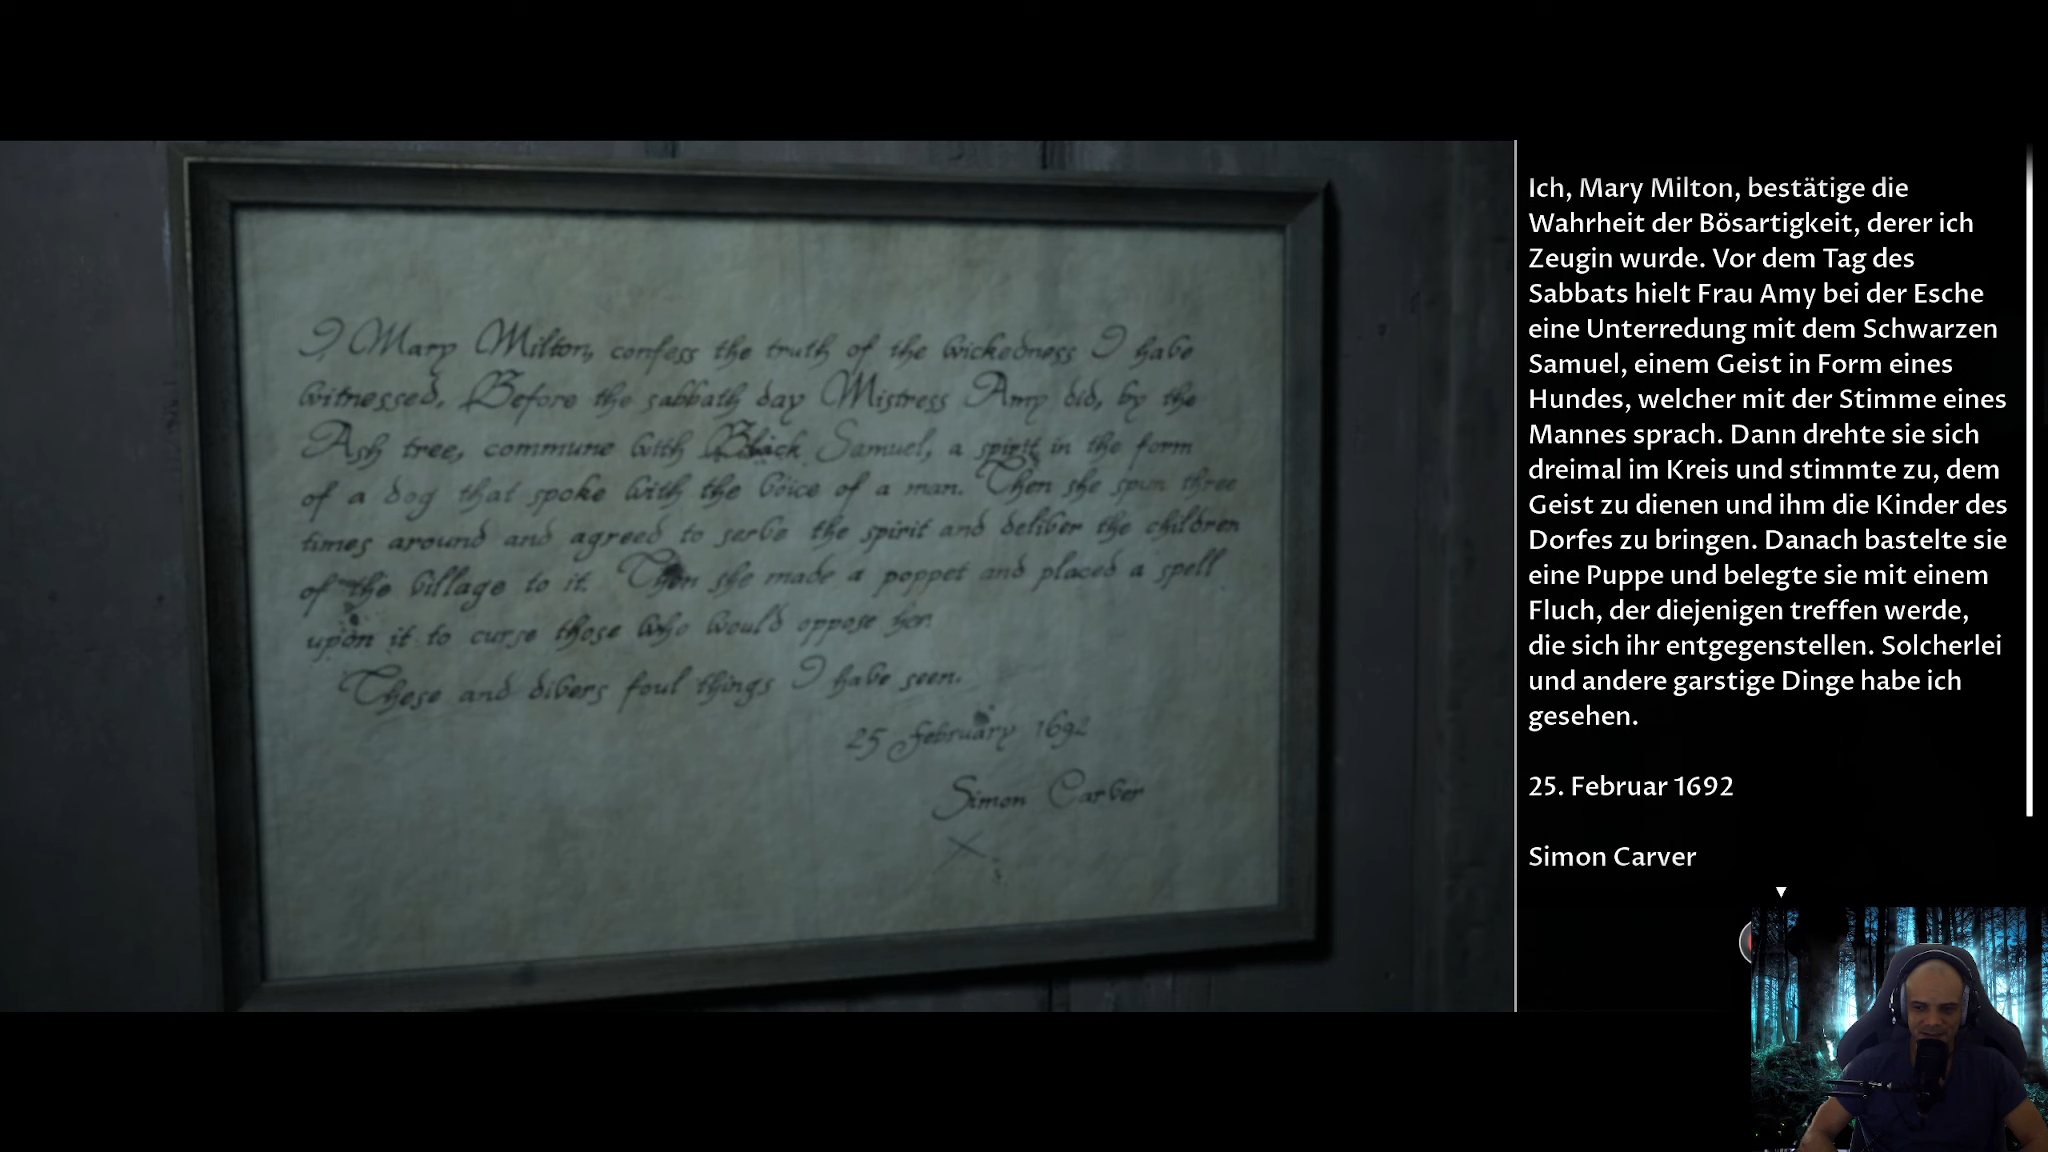 I, Mary Milton, confess the truth of the wickedness I have
witnessed. Before the sabbath day Mistress Amy did, by the
Ash tree, commune with Black Samuel, a spirit in the form
of a dog that spoke with the voice of a man. Then she spun three
times around and agreed to serve the spirit and deliver the children
of the village to it. Then she made a poppet and placed a spell
upon it to curse those who would oppose her.
These and divers foul things I have seen.
25 February 1692
Simon Carver
X
Ich, Mary Milton, bestätige die
Wahrheit der Bösartigkeit, derer ich
Zeugin wurde. Vor dem Tag des
Sabbats hielt Frau Amy bei der Esche
eine Unterredung mit dem Schwarzen
Samuel, einem Geist in Form eines
Hundes, welcher mit der Stimme eines
Mannes sprach. Dann drehte sie sich
dreimal im Kreis und stimmte zu, dem
Geist zu dienen und ihm die Kinder des
Dorfes zu bringen. Danach bastelte sie
eine Puppe und belegte sie mit einem
Fluch, der diejenigen treffen werde,
die sich ihr entgegenstellen. Solcherlei
und andere garstige Dinge habe ich
gesehen.
25. Februar 1692
Simon Carver